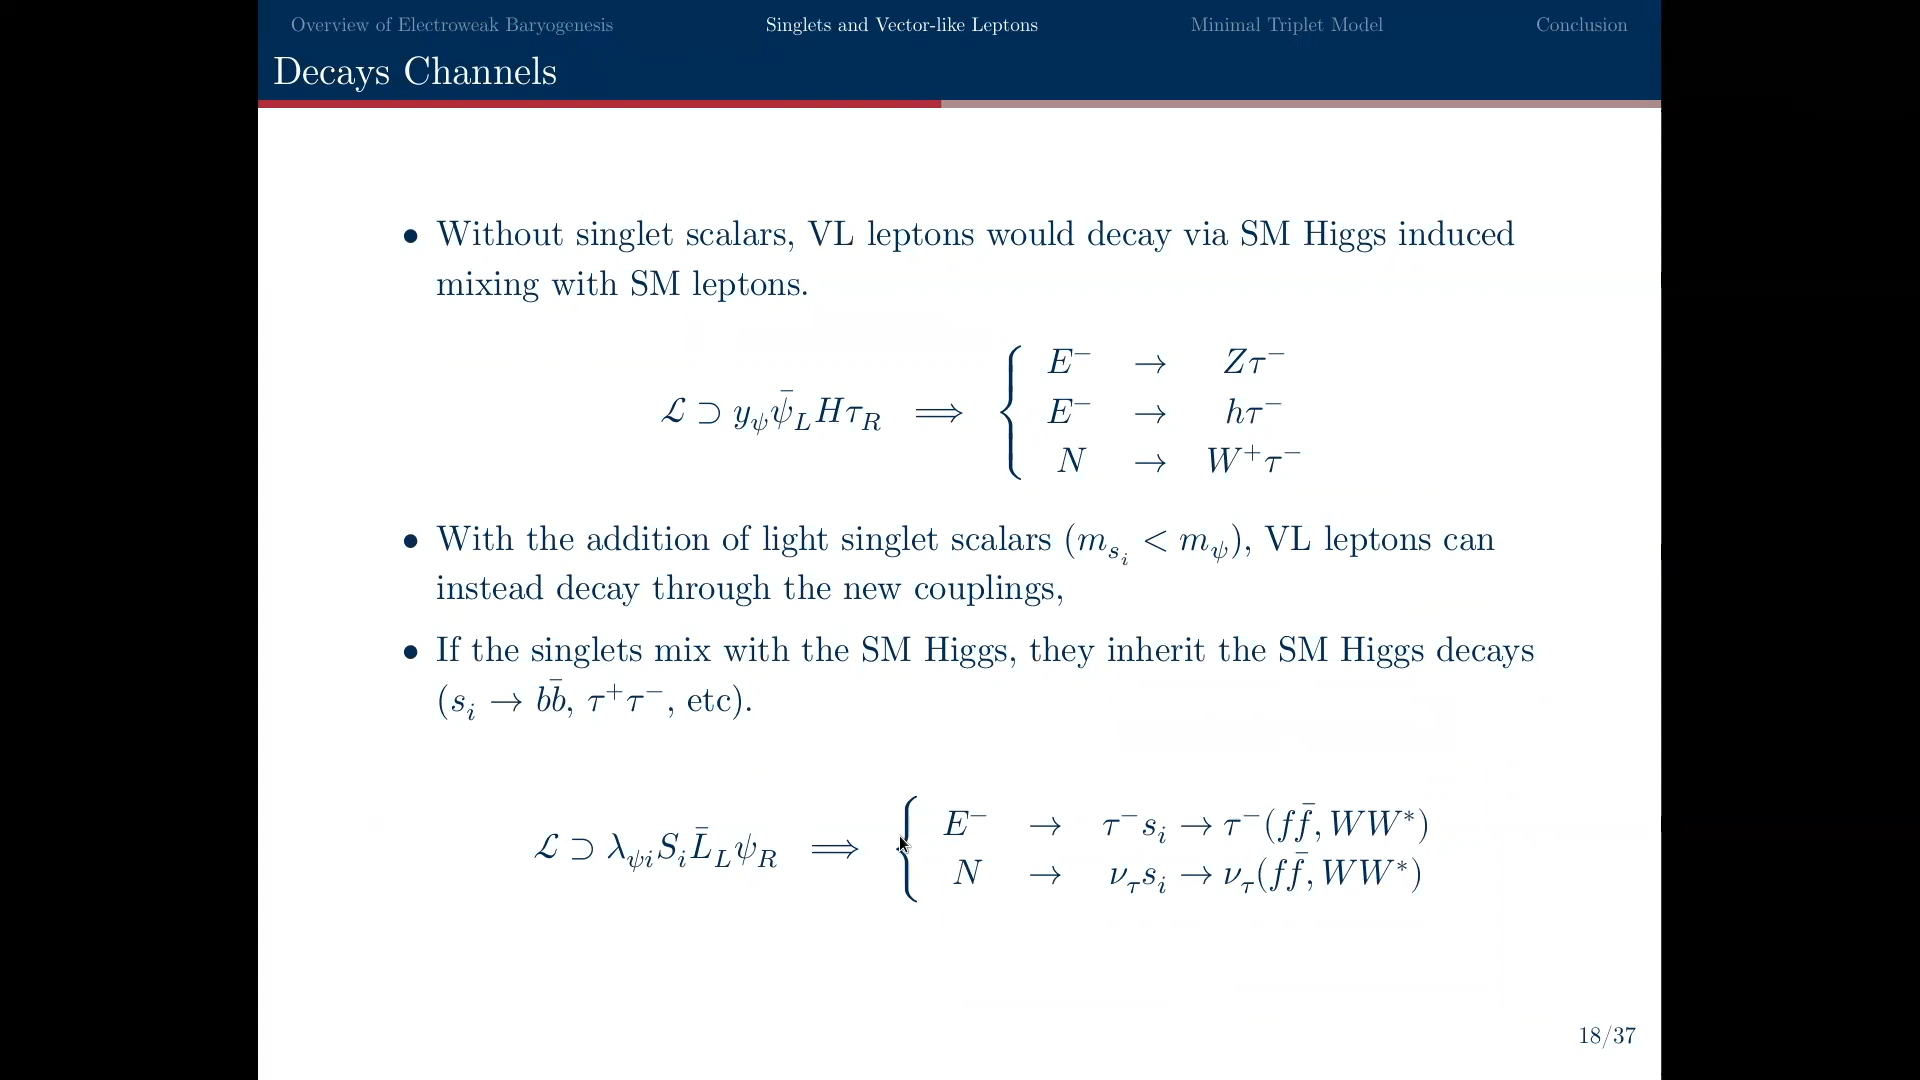 Overview of Electroweak Baryogenesis Singlets and Vector-like Leptons Minimal Triplet Model Conclusion
Decays Channels
• Without singlet scalars, VL leptons would decay via SM Higgs induced
mixing with SM leptons.
ℒ ⊃ y_ψ ψ̄_L H τ_R ⟹ {
E⁻ → Zτ⁻
E⁻ → hτ⁻
N → W⁺τ⁻
• With the addition of light singlet scalars (m_{s_i} < m_ψ), VL leptons can
instead decay through the new couplings,
• If the singlets mix with the SM Higgs, they inherit the SM Higgs decays
(s_i → bb̄, τ⁺τ⁻, etc).
ℒ ⊃ λ_{ψi} S_i L̄_L ψ_R ⟹ {
E⁻ → τ⁻s_i → τ⁻(ff̄, WW*)
N → ν_τ s_i → ν_τ(ff̄, WW*)
18/37